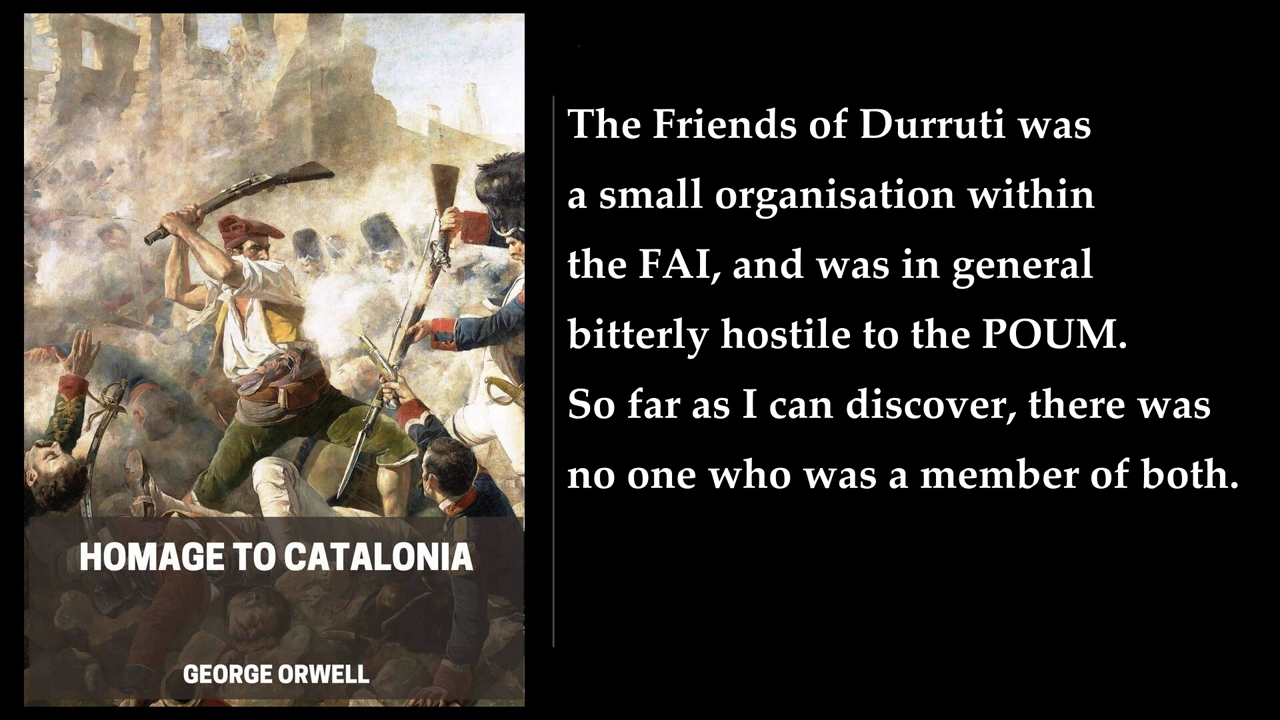 The Friends of Durruti was
a small organisation within
the FAI, and was in general
bitterly hostile to the POUM.
So far as I can discover, there was
no one who was a member of both.
HOMAGE TO CATALONIA
GEORGE ORWELL